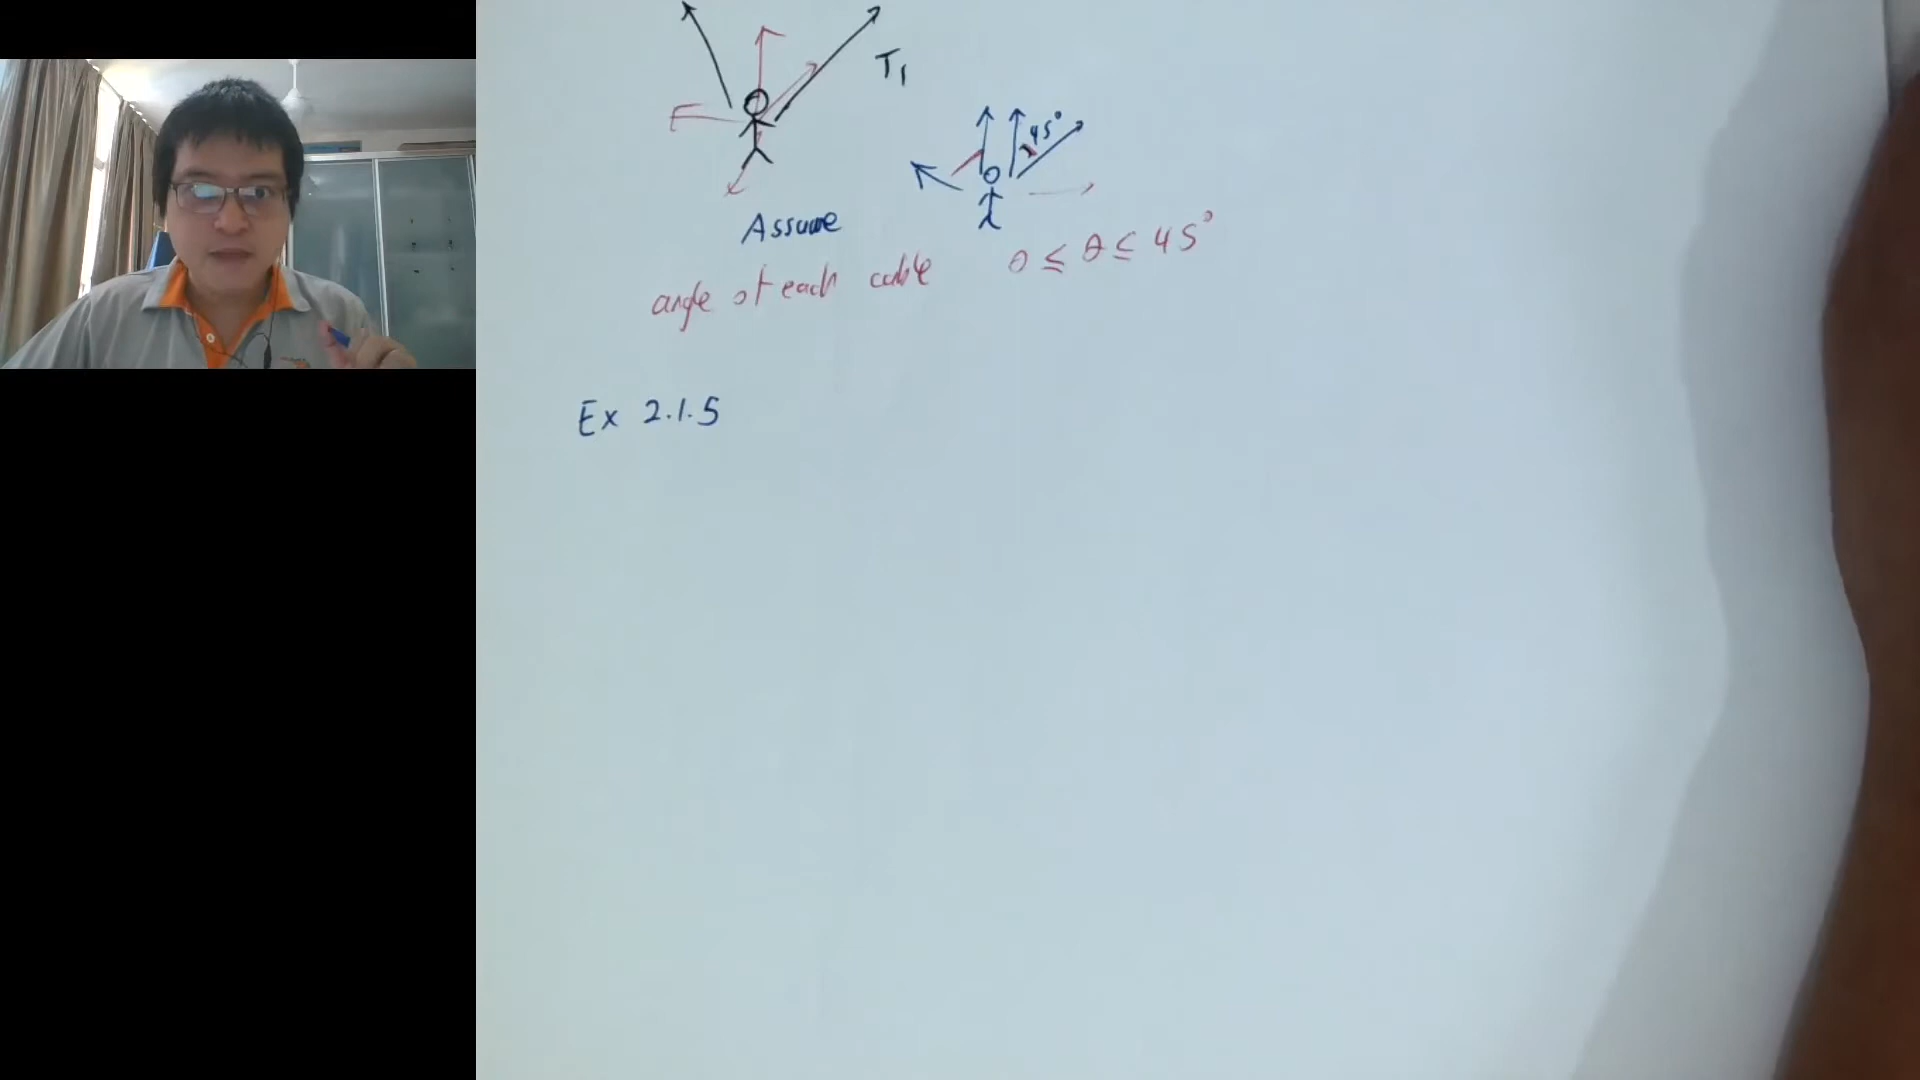 T1
45°
Assume
angle of each cable 0 ≤ θ ≤ 45°
Ex 2.1.5